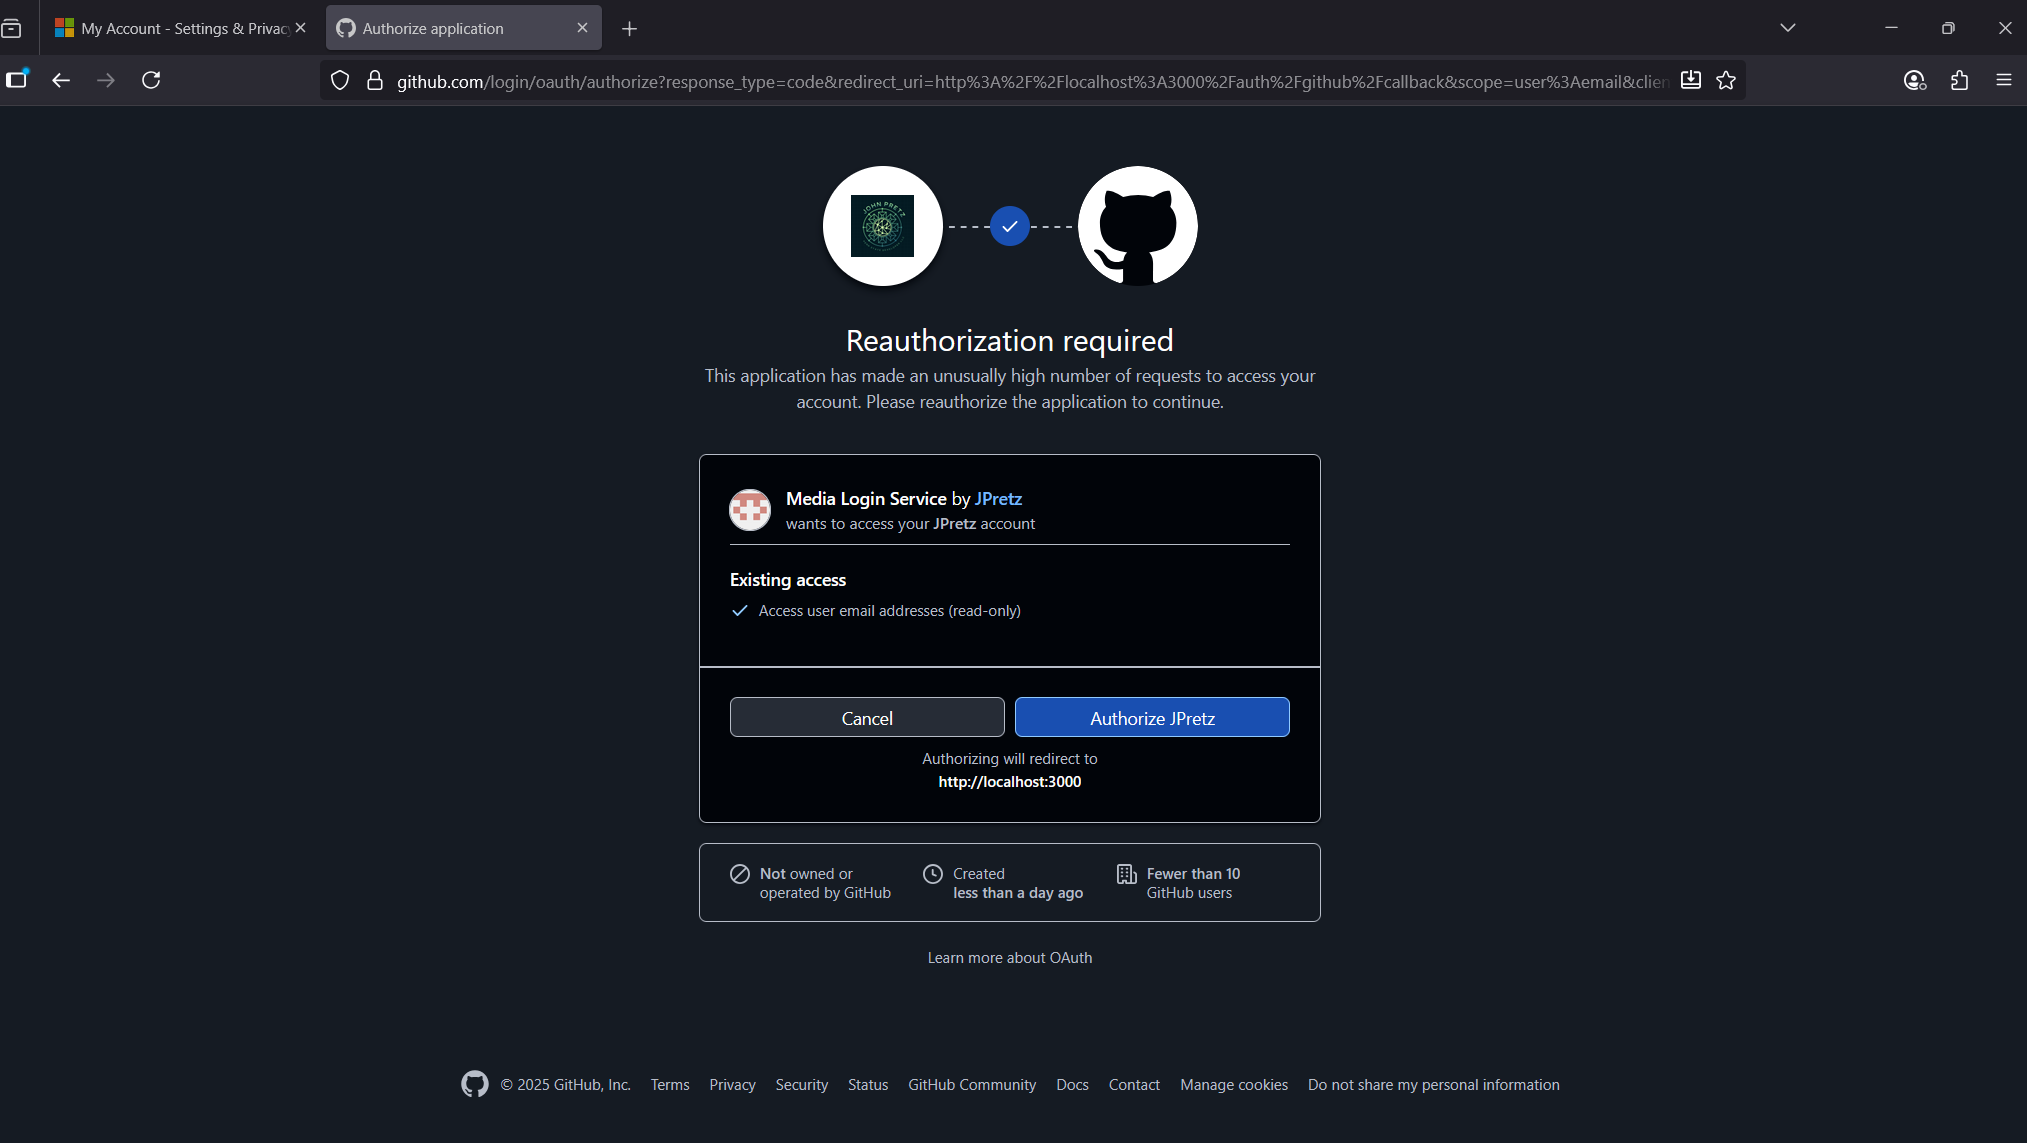 My Account - Settings & Privac
Authorize application
github.com/login/oauth/authorize?response_type=code&redirect_uri=http%3A%2F%2Flocalhost%3A3000%2Fauth%2Fgithub%2Fcallback&scope=user%3Aemail&clien
JOHN PRETZ
Reauthorization required
This application has made an unusually high number of requests to access your
account. Please reauthorize the application to continue.
Media Login Service by JPretz
wants to access your JPretz account
Existing access
Access user email addresses (read-only)
Cancel
Authorize JPretz
Authorizing will redirect to
http://localhost:3000
Not owned or
operated by GitHub
Created
less than a day ago
Fewer than 10
GitHub users
Learn more about OAuth
© 2025 GitHub, Inc. Terms Privacy Security Status GitHub Community Docs Contact Manage cookies Do not share my personal information